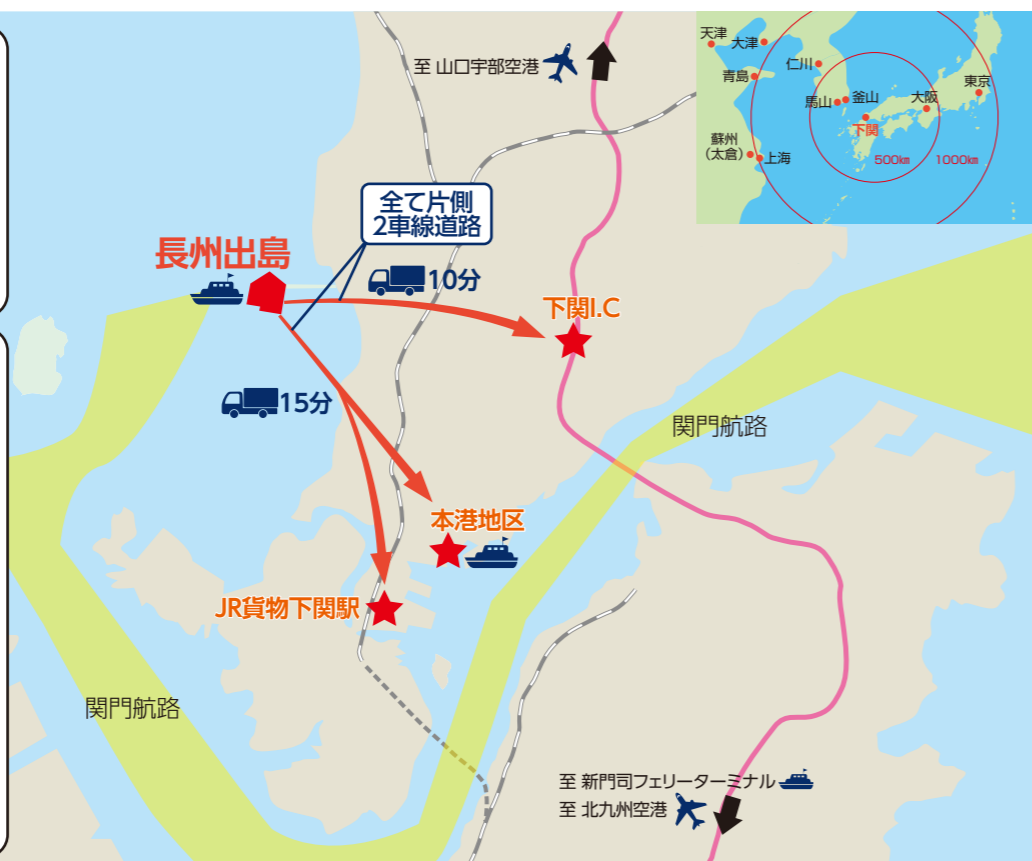 至 山口宇部空港
天津
大津
青島
仁川
馬山
釜山
大阪
東京
下関
蘇州
（太倉）
上海
500km
1000km
全て片側
2車線道路
長州出島
10分
下関I.C
15分
関門航路
本港地区
JR貨物下関駅
関門航路
至 新門司フェリーターミナル
至 北九州空港